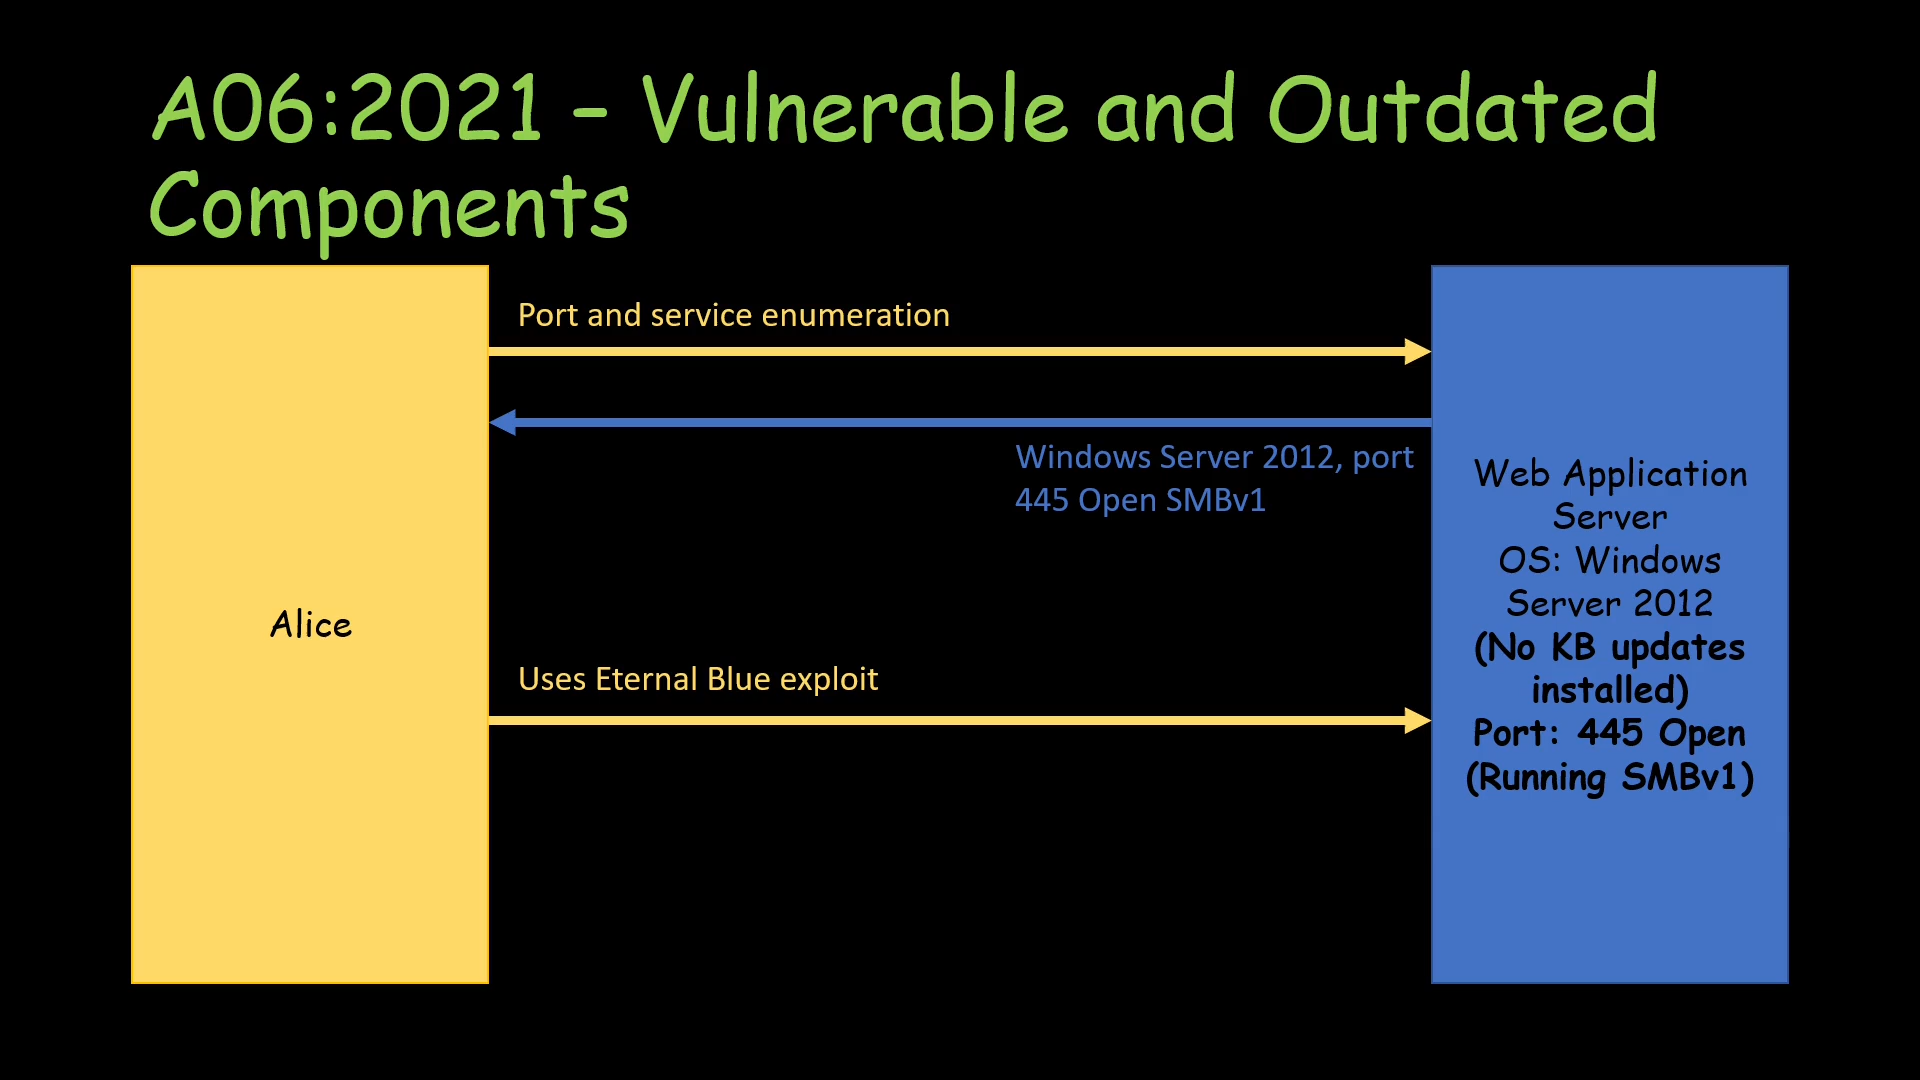 A06:2021 – Vulnerable and Outdated
Components
Port and service enumeration
Windows Server 2012, port
445 Open SMBv1
Alice
Uses Eternal Blue exploit
Web Application
Server
OS: Windows
Server 2012
(No KB updates
installed)
Port: 445 Open
(Running SMBv1)